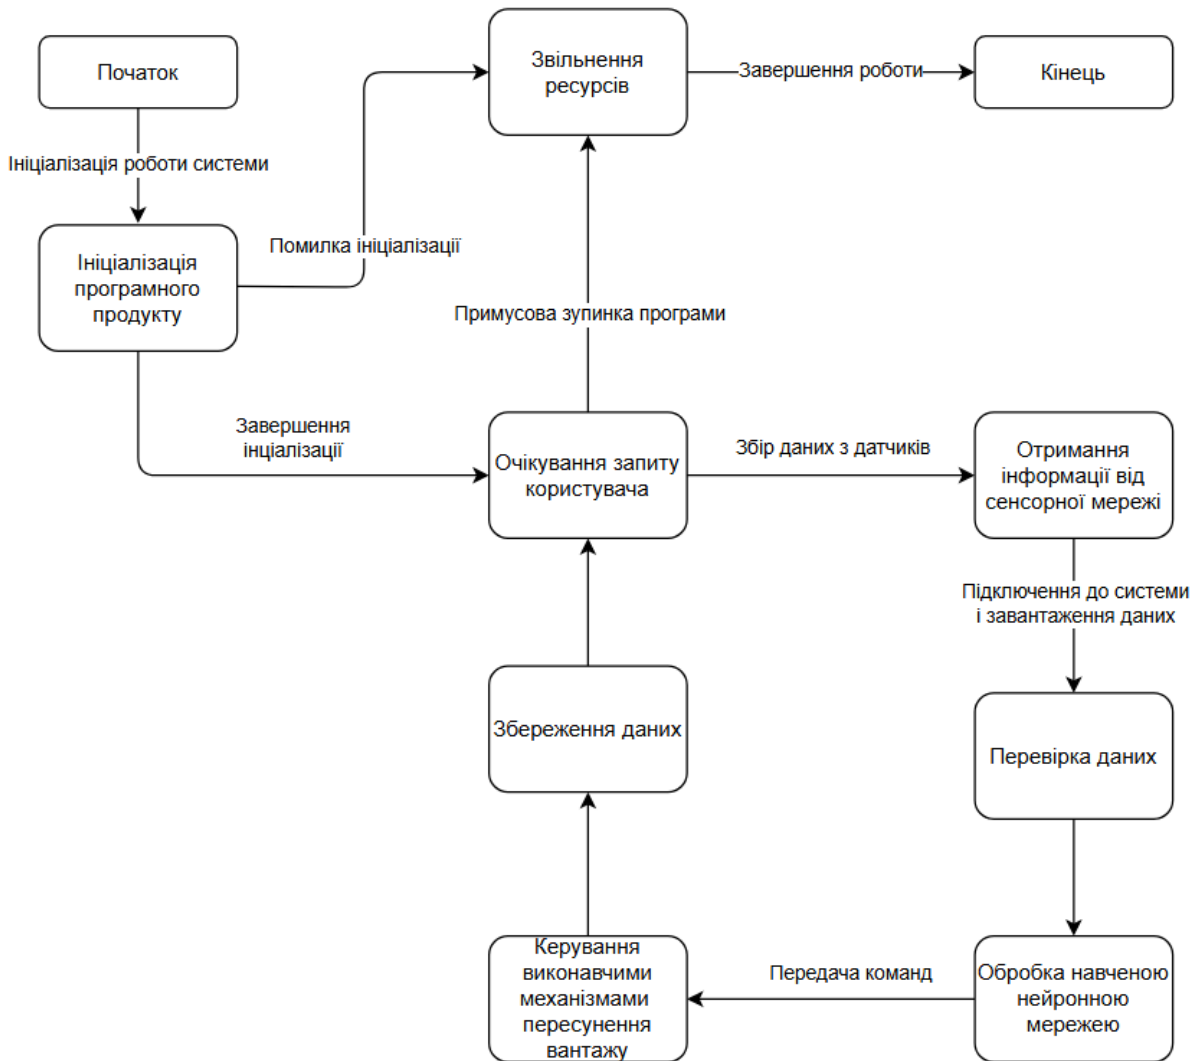 Початок
Звільнення
ресурсів
Завершення роботи
Кінець
Ініціалізація роботи системи
Ініціалізація
програмного
продукту
Помилка ініціалізації
Примусова зупинка програми
Завершення
інціалізації
Очікування запиту
користувача
Збір даних з датчиків
Отримання
інформації від
сенсорної мережі
Підключення до системи
і завантаження даних
Збереження даних
Перевірка даних
Керування
виконавчими
механізмами
пересунення
вантажу
Передача команд
Обробка навченою
нейронною
мережею